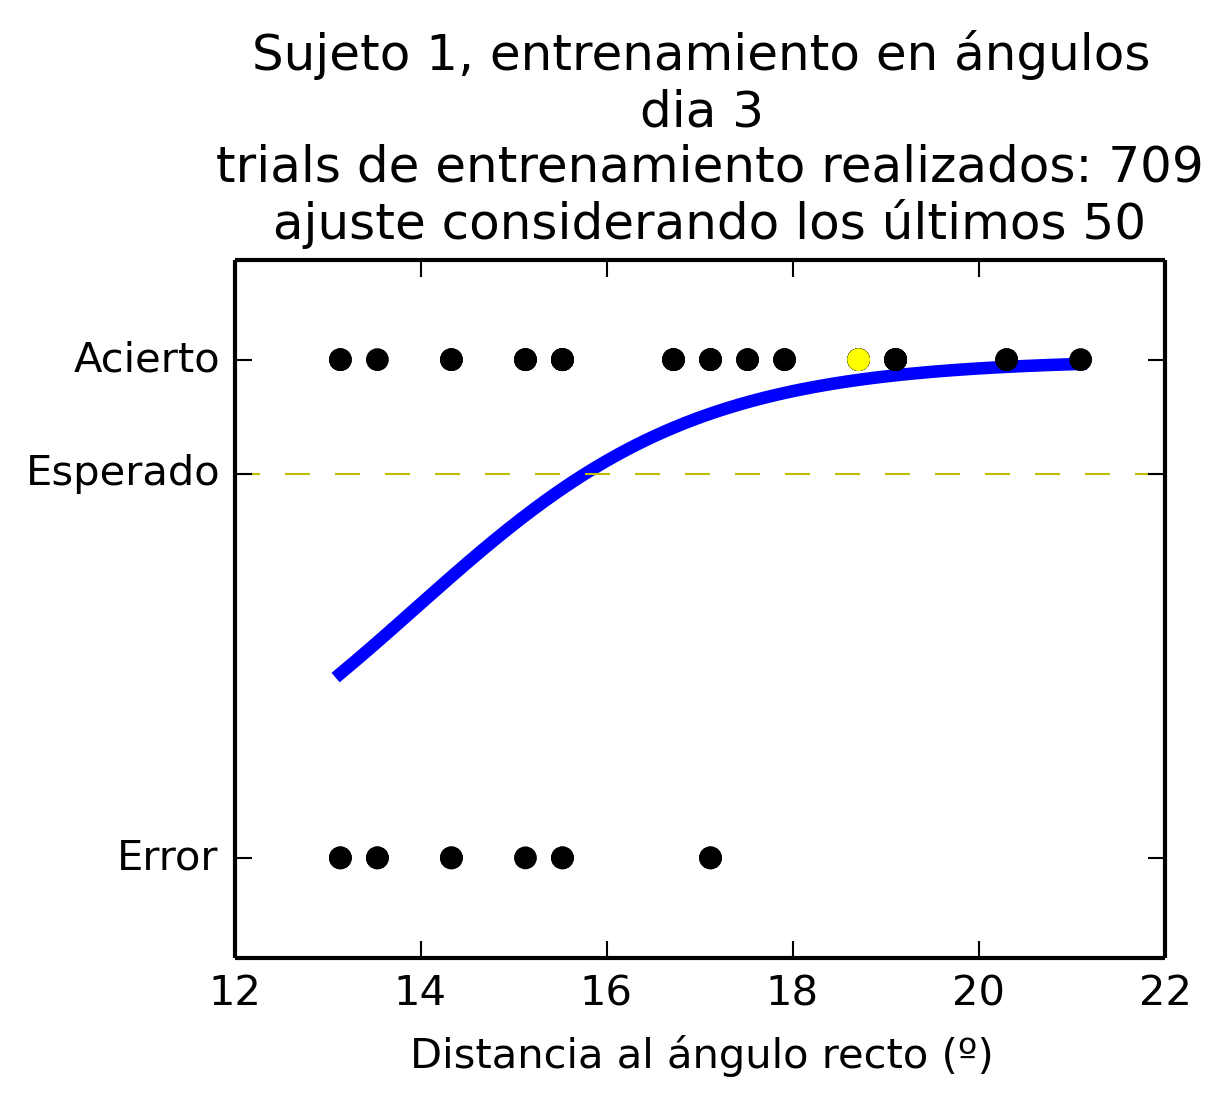 Sujeto 1, entrenamiento en ángulos
dia 3
trials de entrenamiento realizados: 709
ajuste considerando los últimos 50
Acierto
Esperado
Error
12 14 16 18 20 22
Distancia al ángulo recto (º)